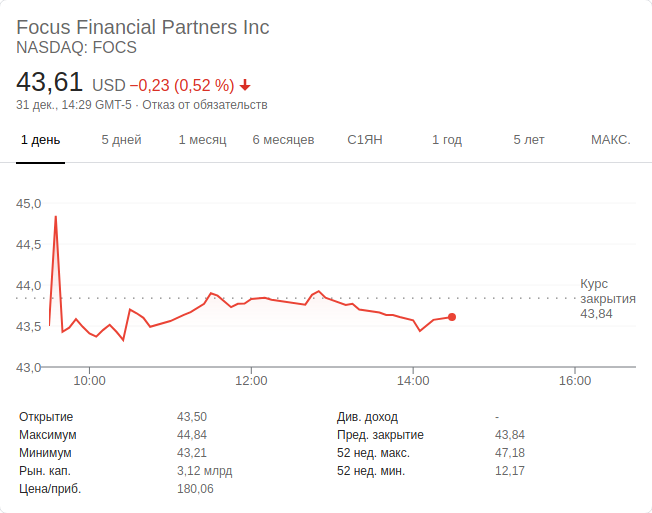 Focus Financial Partners Inc
NASDAQ: FOCS
43,61 USD −0,23 (0,52 %)
31 дек., 14:29 GMT-5 · Отказ от обязательств
1 день 5 дней 1 месяц 6 месяцев С1ЯН 1 год 5 лет МАКС.
45,0
44,5
44,0
43,5
43,0
Курс
закрытия
43,84
10:00 12:00 14:00 16:00
Открытие 43,50
Максимум 44,84
Минимум 43,21
Рын. кап. 3,12 млрд
Цена/приб. 180,06
Див. доход -
Пред. закрытие 43,84
52 нед. макс. 47,18
52 нед. мин. 12,17